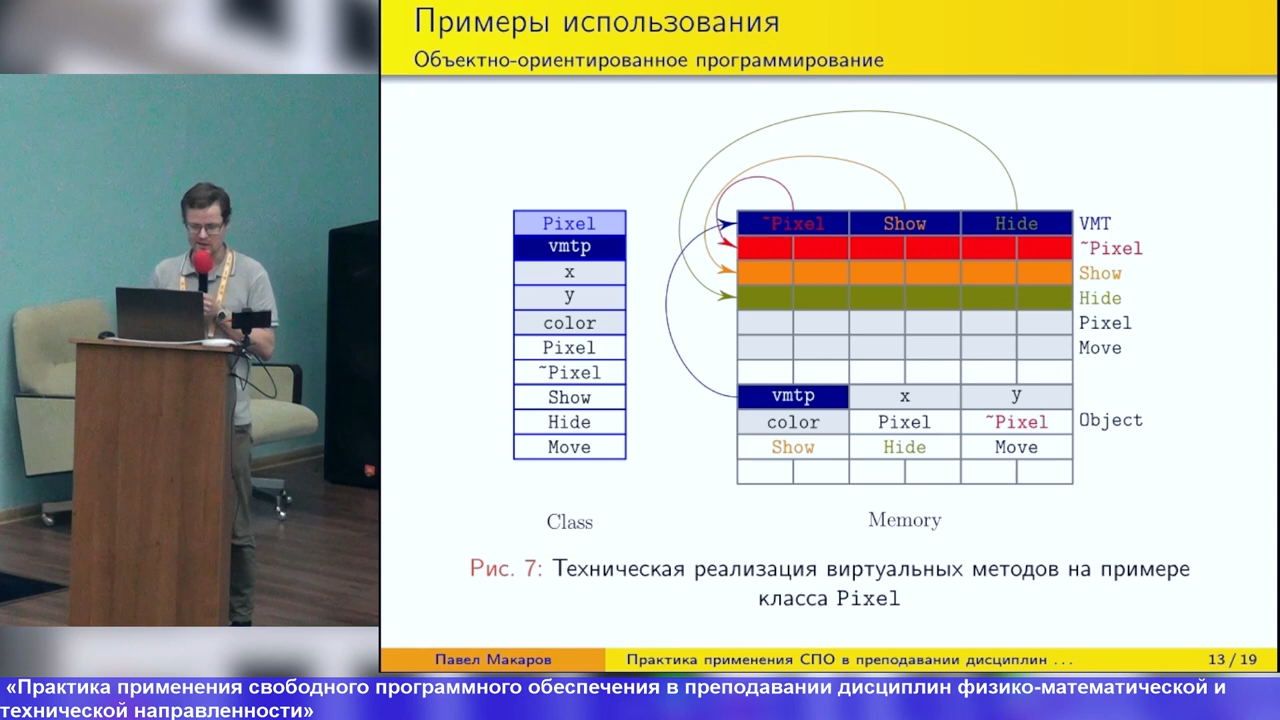 Примеры использования
Объектно-ориентированное программирование
Pixel
vmtp
x
y
color
Pixel
~Pixel
Show
Hide
Move
Class
~Pixel Show Hide VMT
~Pixel
Show
Hide
Pixel
Move
vmtp x y
color Pixel ~Pixel Object
Show Hide Move
Memory
Рис. 7: Техническая реализация виртуальных методов на примере
класса Pixel
Павел Макаров Практика применения СПО в преподавании дисциплин ... 13 / 19
«Практика применения свободного программного обеспечения в преподавании дисциплин физико-математической и
технической направленности»